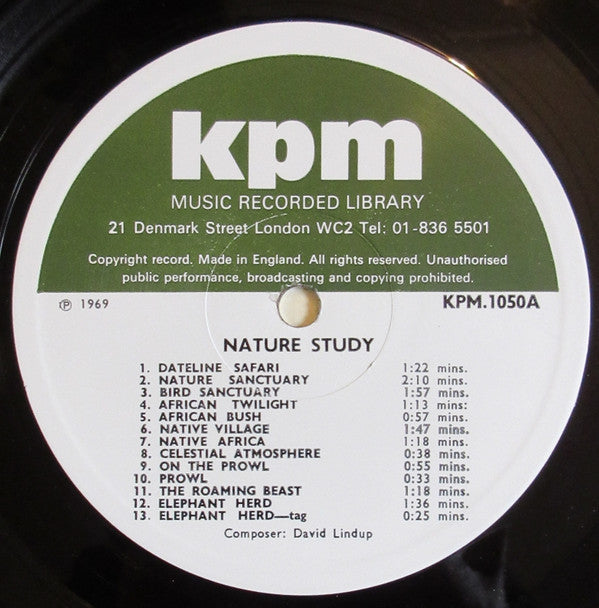 kpm
MUSIC RECORDED LIBRARY
21 Denmark Street London WC2 Tel: 01-836 5501
Copyright record. Made in England. All rights reserved. Unauthorised
public performance, broadcasting and copying prohibited.
℗ 1969 KPM.1050A
NATURE STUDY
1. DATELINE SAFARI 1:22 mins.
2. NATURE SANCTUARY 2:10 mins.
3. BIRD SANCTUARY 1:57 mins.
4. AFRICAN TWILIGHT 1:13 mins:
5. AFRICAN BUSH 0:57 mins.
6. NATIVE VILLAGE 1:47 mins.
7. NATIVE AFRICA 1:18 mins.
8. CELESTIAL ATMOSPHERE 0:38 mins.
9. ON THE PROWL 0:55 mins.
10. PROWL 0:33 mins.
11. THE ROAMING BEAST 1:18 mins.
12. ELEPHANT HERD 1:36 mins.
13. ELEPHANT HERD—tag 0:25 mins.
Composer: David Lindup